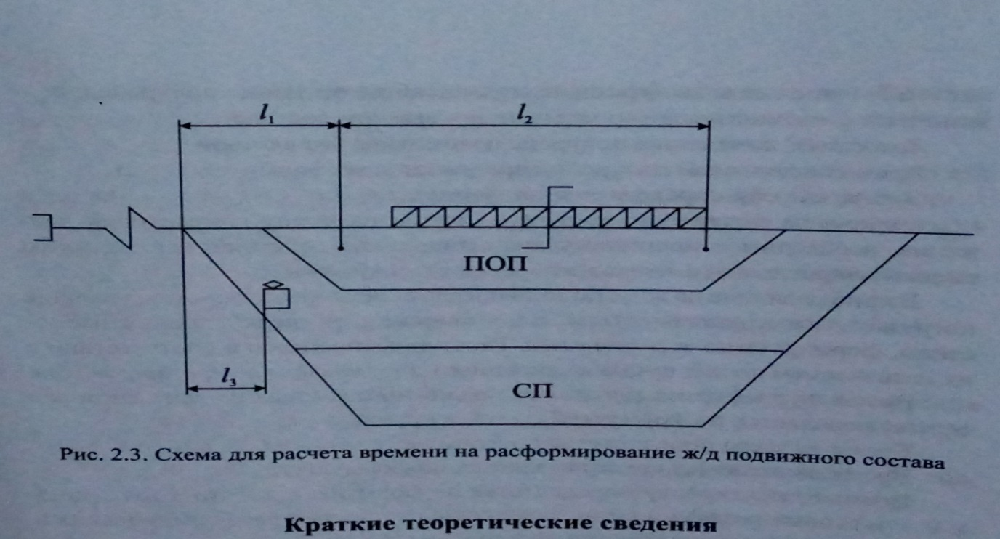 l₁ l₂
ПОП
l₃
СП
Рис. 2.3. Схема для расчета времени на расформирование ж/д подвижного состава
Краткие теоретические сведения